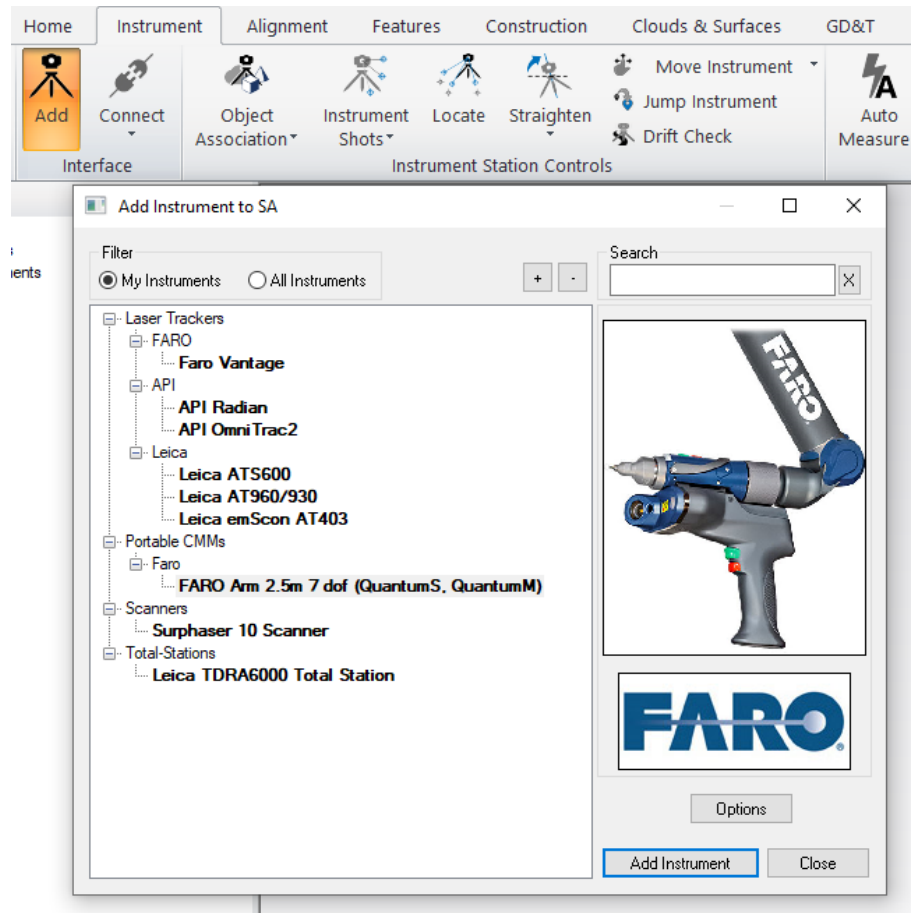 Home Instrument Alignment Features Construction Clouds & Surfaces GD&T
Add Connect Object Association Instrument Shots Locate Straighten
Move Instrument
Jump Instrument
Drift Check
Auto Measure
Interface Instrument Station Controls
Add Instrument to SA
Filter
My Instruments All Instruments
+ -
Search
X
ents
Laser Trackers
FARO
Faro Vantage
API
API Radian
API OmniTrac2
Leica
Leica ATS600
Leica AT960/930
Leica emScon AT403
Portable CMMs
Faro
FARO Arm 2.5m 7 dof (QuantumS, QuantumM)
Scanners
Surphaser 10 Scanner
Total-Stations
Leica TDRA6000 Total Station
FARO
FARO
Options
Add Instrument Close